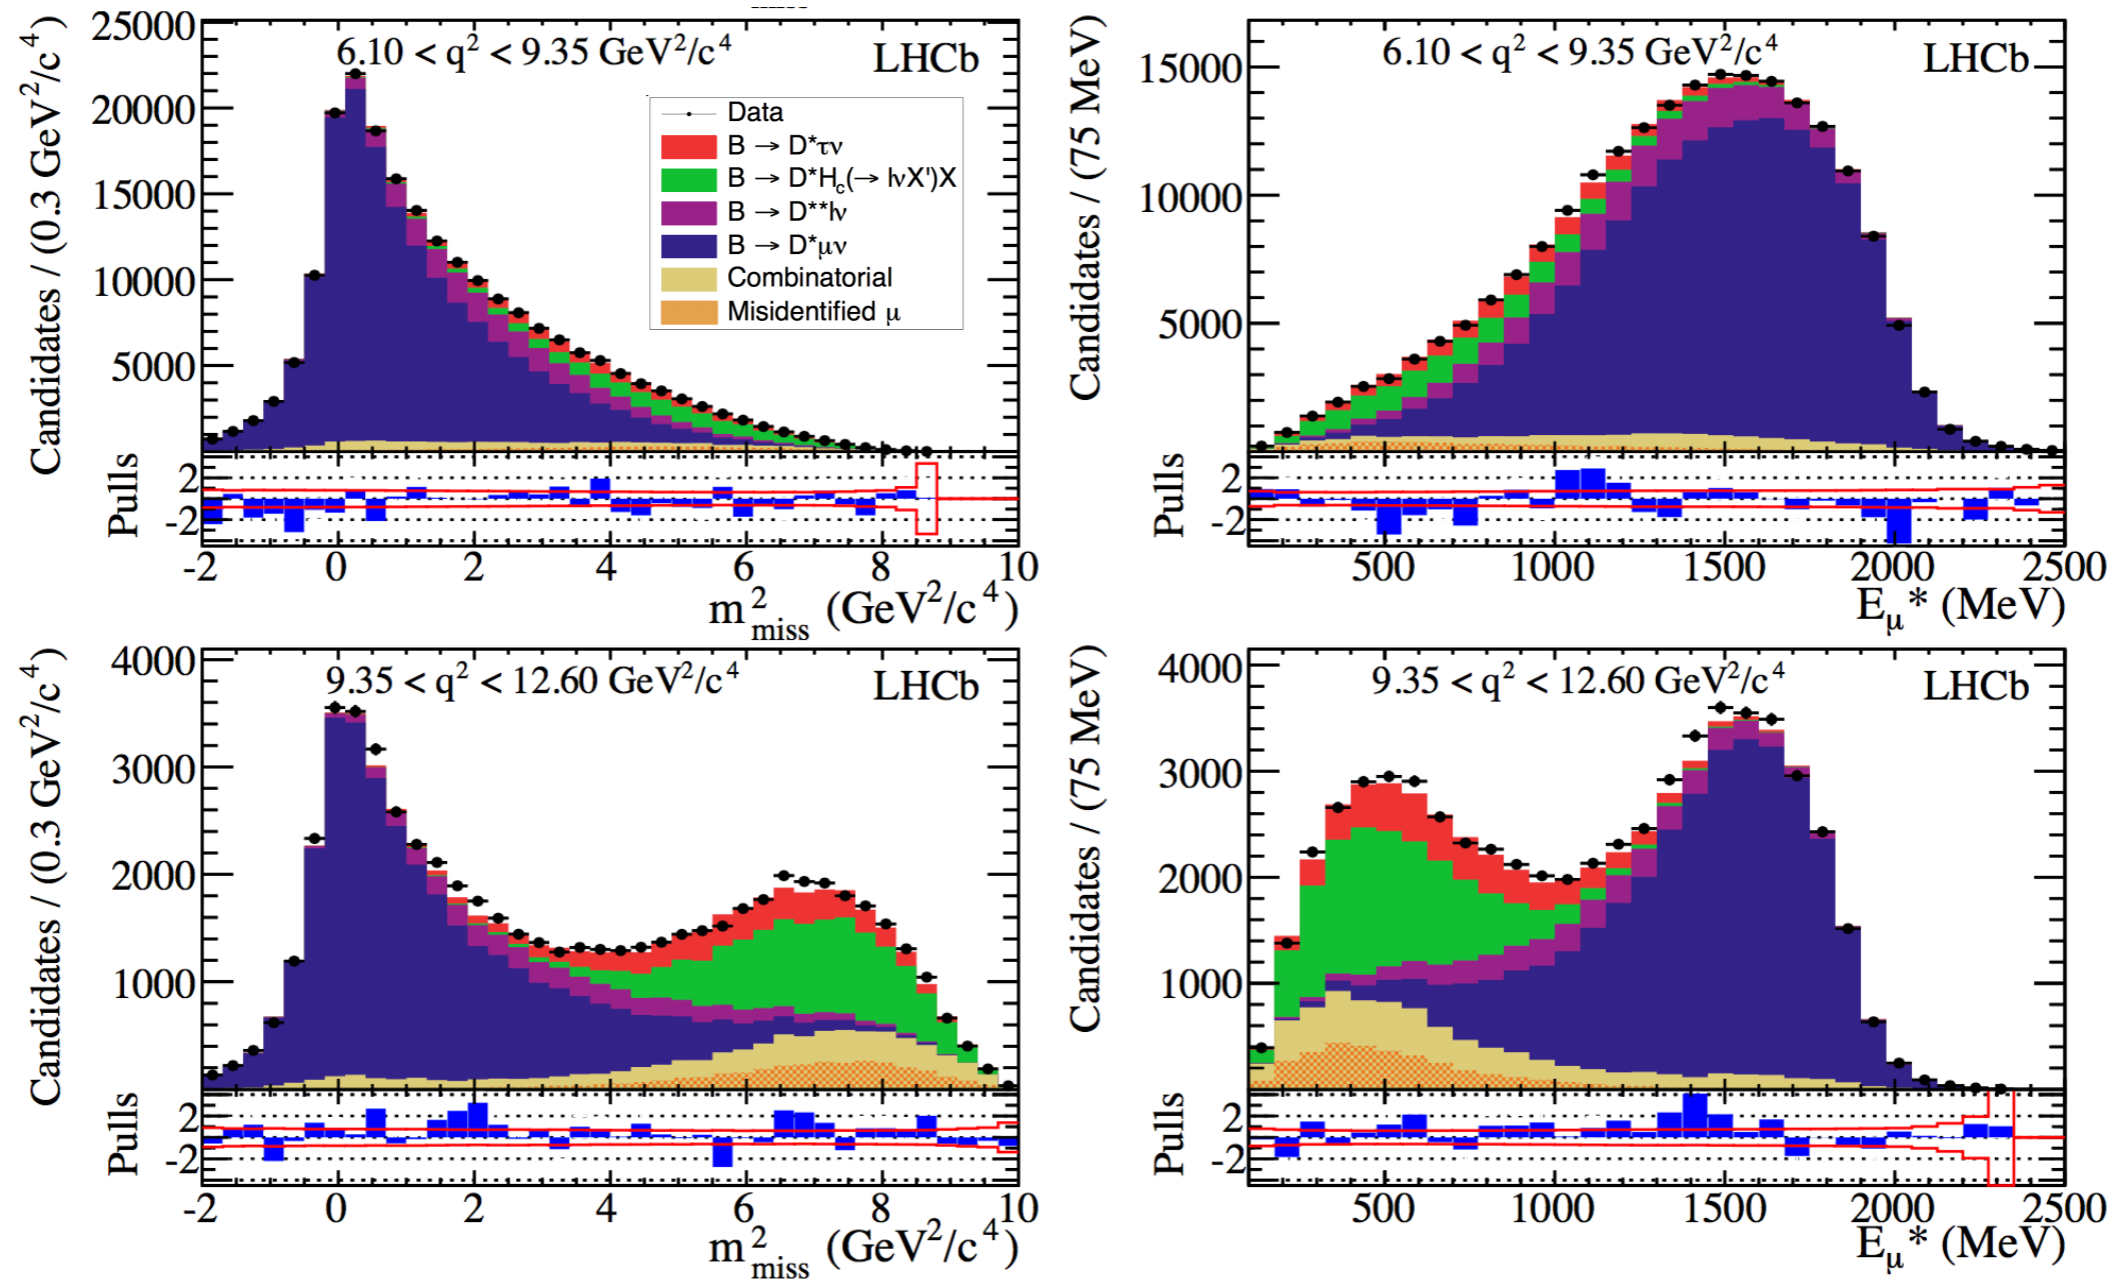 6.10 < q² < 9.35 GeV²/c⁴
LHCb
Candidates / (0.3 GeV²/c⁴)
25000
20000
15000
10000
5000
Data
B → D*τν
B → D*H_c(→ lνX')X
B → D**lν
B → D*μν
Combinatorial
Misidentified μ
Pulls
2
-2
-2 0 2 4 6 8 10
m²_miss (GeV²/c⁴)
6.10 < q² < 9.35 GeV²/c⁴
LHCb
Candidates / (75 MeV)
15000
10000
5000
Pulls
2
-2
500 1000 1500 2000 2500
E_μ* (MeV)
9.35 < q² < 12.60 GeV²/c⁴
LHCb
Candidates / (0.3 GeV²/c⁴)
4000
3000
2000
1000
Pulls
2
-2
-2 0 2 4 6 8 10
m²_miss (GeV²/c⁴)
9.35 < q² < 12.60 GeV²/c⁴
LHCb
Candidates / (75 MeV)
4000
3000
2000
1000
Pulls
2
-2
500 1000 1500 2000 2500
E_μ* (MeV)